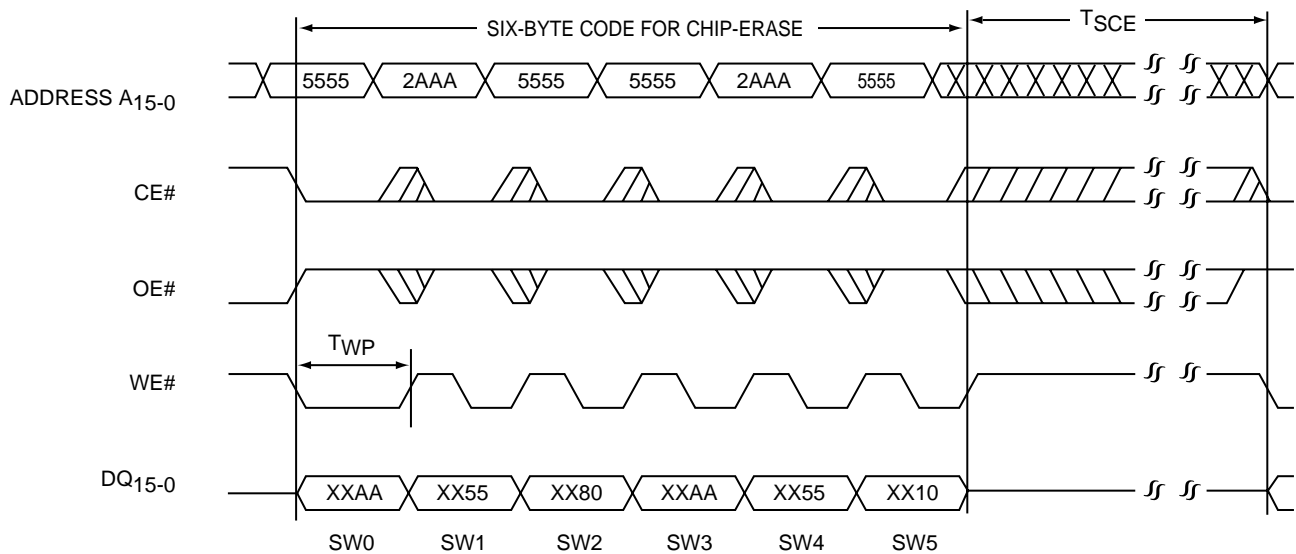 SIX-BYTE CODE FOR CHIP-ERASE TSCE
ADDRESS A15-0 5555 2AAA 5555 5555 2AAA 5555
CE#
OE#
TWP
WE#
DQ15-0 XXAA XX55 XX80 XXAA XX55 XX10
SW0 SW1 SW2 SW3 SW4 SW5